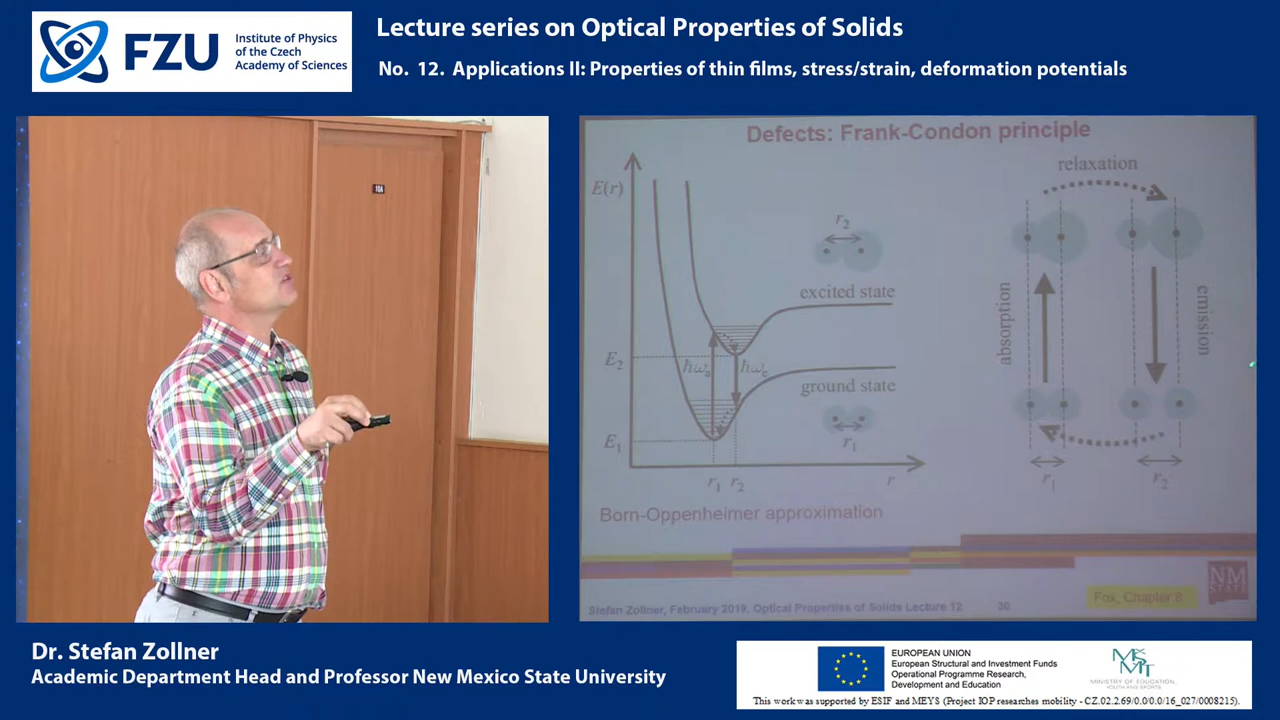 FZU
Institute of Physics
of the Czech
Academy of Sciences
Lecture series on Optical Properties of Solids
No. 12. Applications II: Properties of thin films, stress/strain, deformation potentials
10A
Defects: Frank-Condon principle
E(r)
r2
excited state
E2
ħωa
ħωe
ground state
E1
r1
r1 r2
r
relaxation
absorption
emission
r1
r2
Born-Oppenheimer approximation
Stefan Zollner, February 2019, Optical Properties of Solids Lecture 12
30
Fox, Chapter 8
NM
STATE
Dr. Stefan Zollner
Academic Department Head and Professor New Mexico State University
EUROPEAN UNION
European Structural and Investment Funds
Operational Programme Research,
Development and Education
MINISTRY OF EDUCATION,
YOUTH AND SPORTS
This work was supported by ESIF and MEYS (Project IOP researches mobility - CZ.02.2.69/0.0/0.0/16_027/0008215).